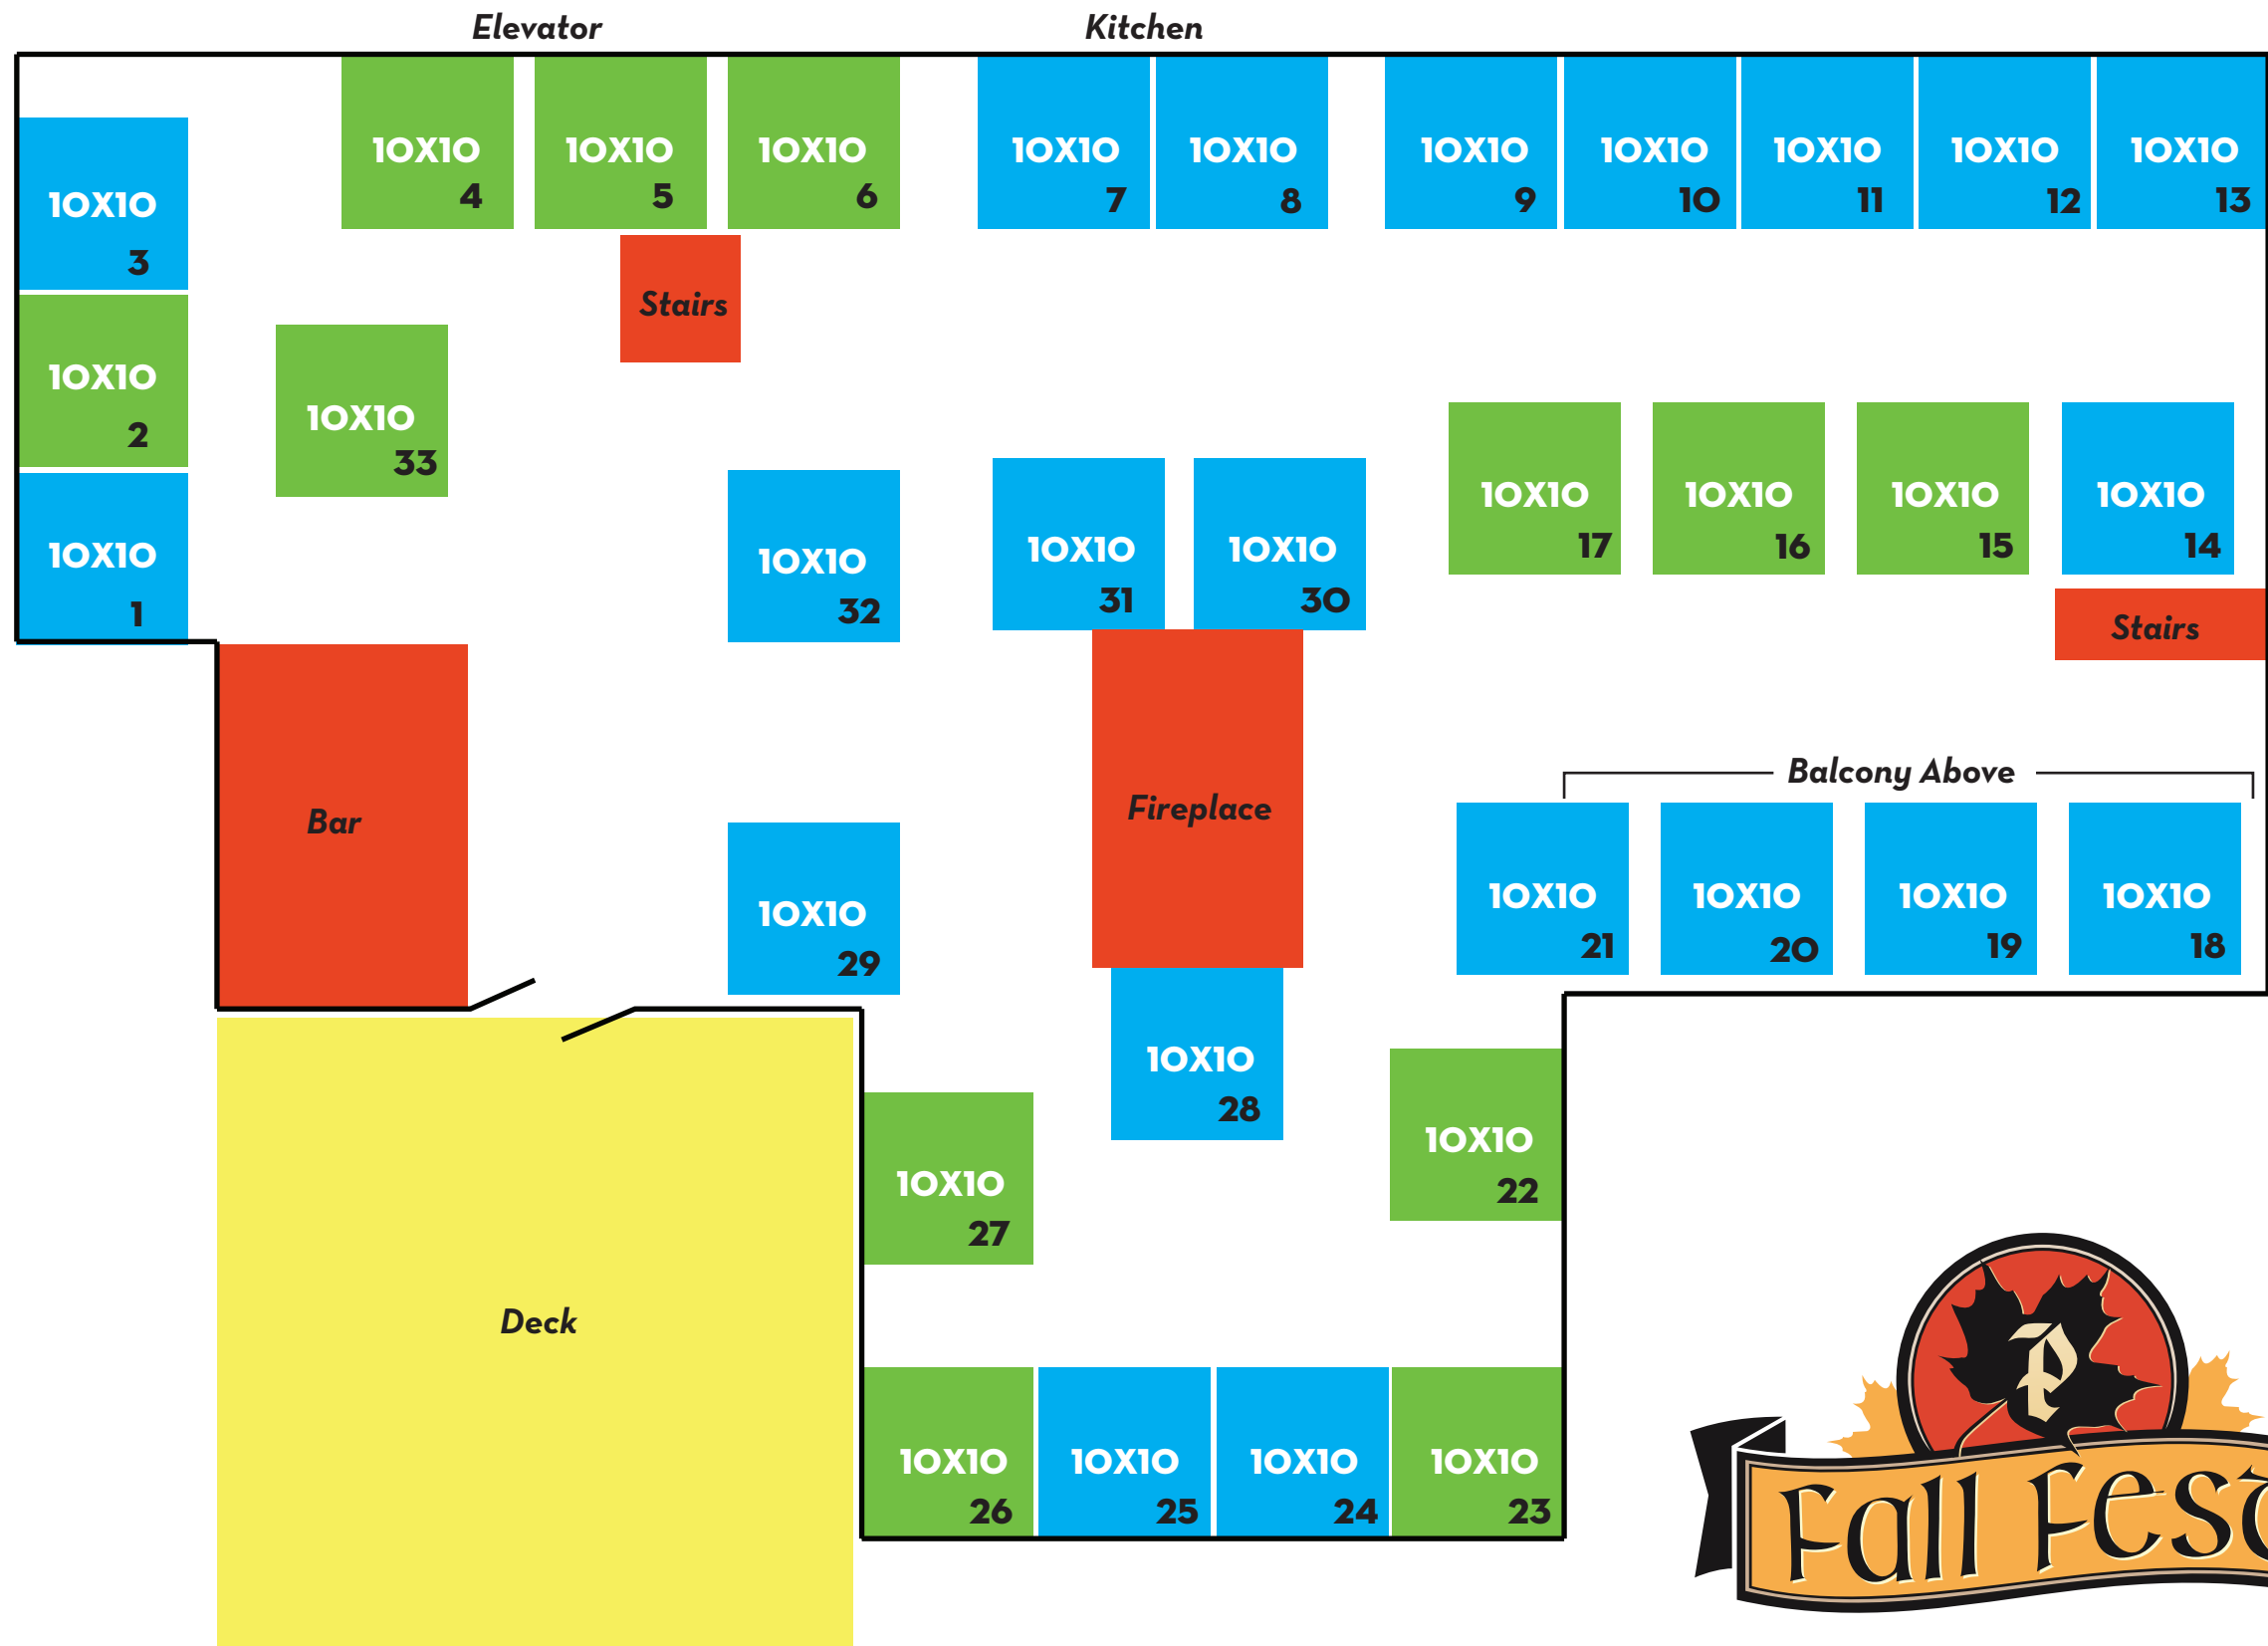 Elevator
Kitchen
10X10
4
10X10
5
10X10
6
10X10
7
10X10
8
10X10
9
10X10
10
10X10
11
10X10
12
10X10
13
10X10
3
Stairs
10X10
2
10X10
33
10X10
1
10X10
32
10X10
31
10X10
30
10X10
17
10X10
16
10X10
15
10X10
14
Stairs
Bar
Fireplace
Balcony Above
10X10
29
10X10
21
10X10
20
10X10
19
10X10
18
10X10
28
10X10
22
10X10
27
Deck
10X10
26
10X10
25
10X10
24
10X10
23
P
Fall Fest